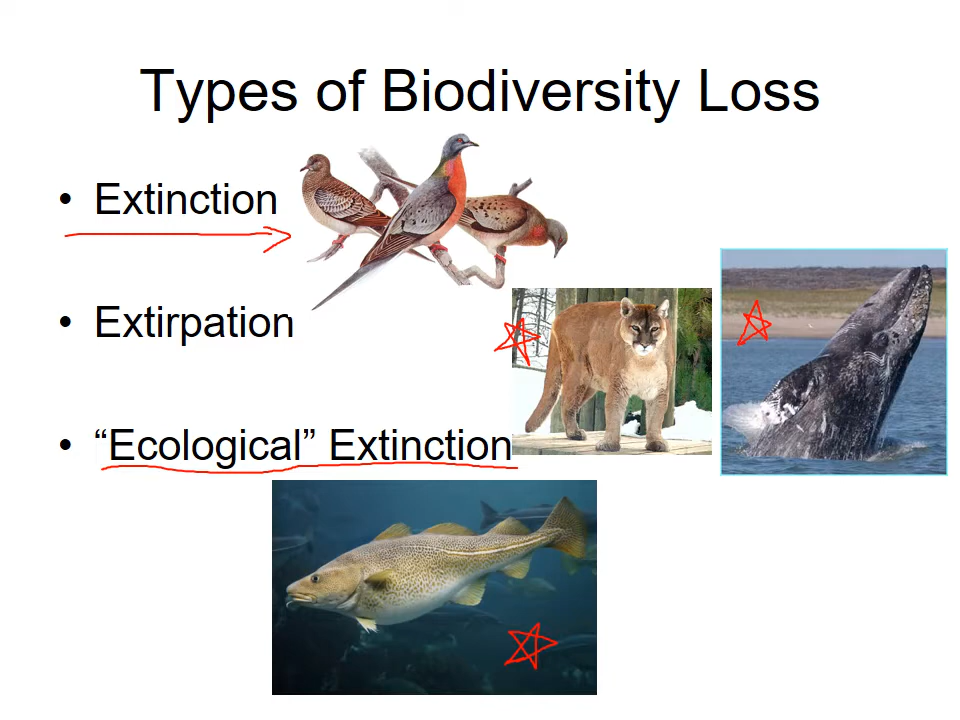 Types of Biodiversity Loss
• Extinction
• Extirpation
• “Ecological” Extinction